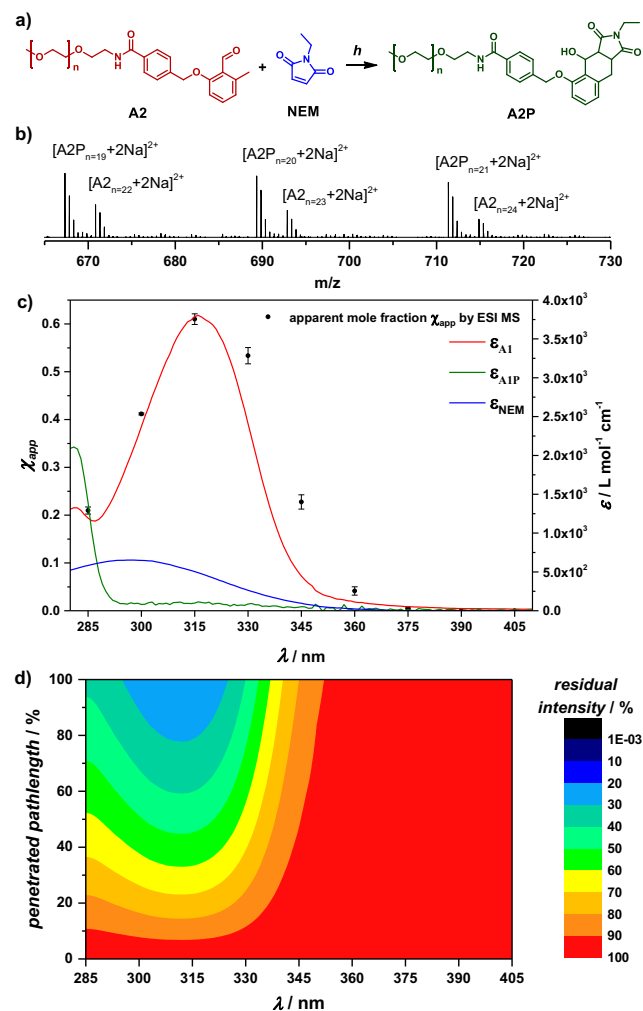 a)
O
O
O
O
n
N
H
O
O
+
O
N
O
h
O
O
O
n
N
H
O
O
HO
O
N
O
A2
NEM
A2P
b)
[A2Pn=19+2Na]2+
[A2n=22+2Na]2+
[A2Pn=20+2Na]2+
[A2n=23+2Na]2+
[A2Pn=21+2Na]2+
[A2n=24+2Na]2+
670 680 690 700 710 720 730
m/z
c)
apparent mole fraction χapp by ESI MS
εA1
εA1P
εNEM
0.6
0.5
0.4
0.3
0.2
0.1
0.0
χapp
4.0x10³
3.5x10³
3.0x10³
2.5x10³
2.0x10³
1.5x10³
1.0x10³
5.0x10²
0.0
ε / L mol⁻¹ cm⁻¹
285 300 315 330 345 360 375 390 405
λ / nm
d)
100
80
60
40
20
0
penetrated pathlength / %
285 300 315 330 345 360 375 390 405
λ / nm
residual
intensity / %
1E-03
10
20
30
40
50
60
70
80
90
100